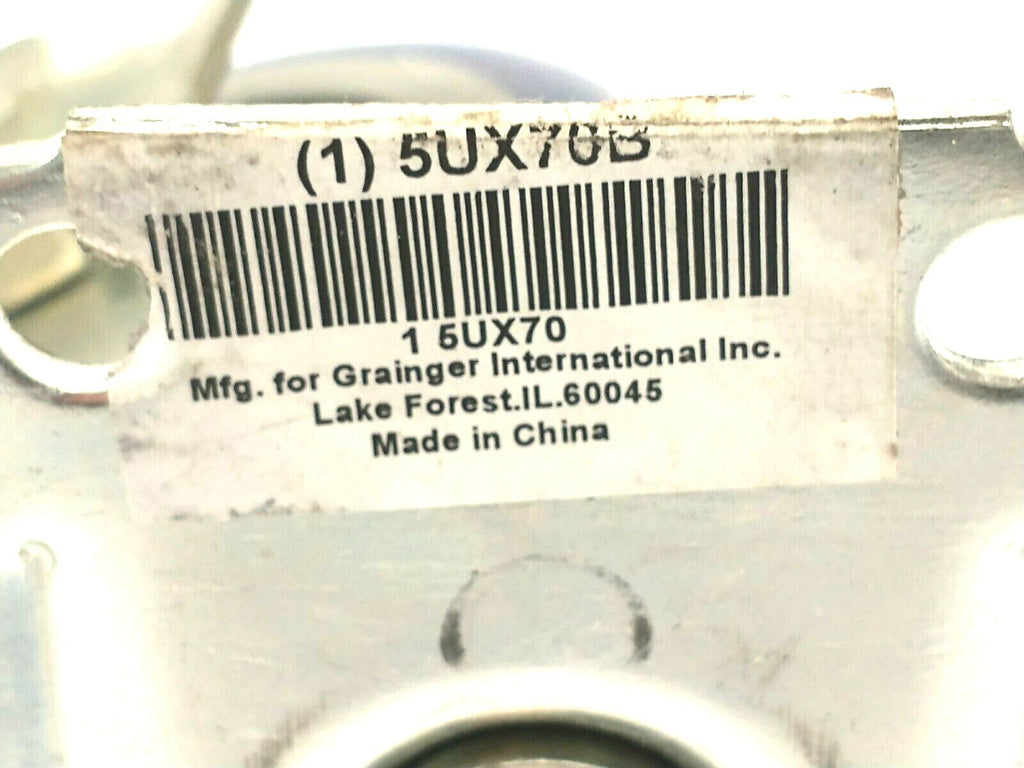 (1) 5UX70B
1 5UX70
Mfg. for Grainger International Inc.
Lake Forest.IL.60045
Made in China